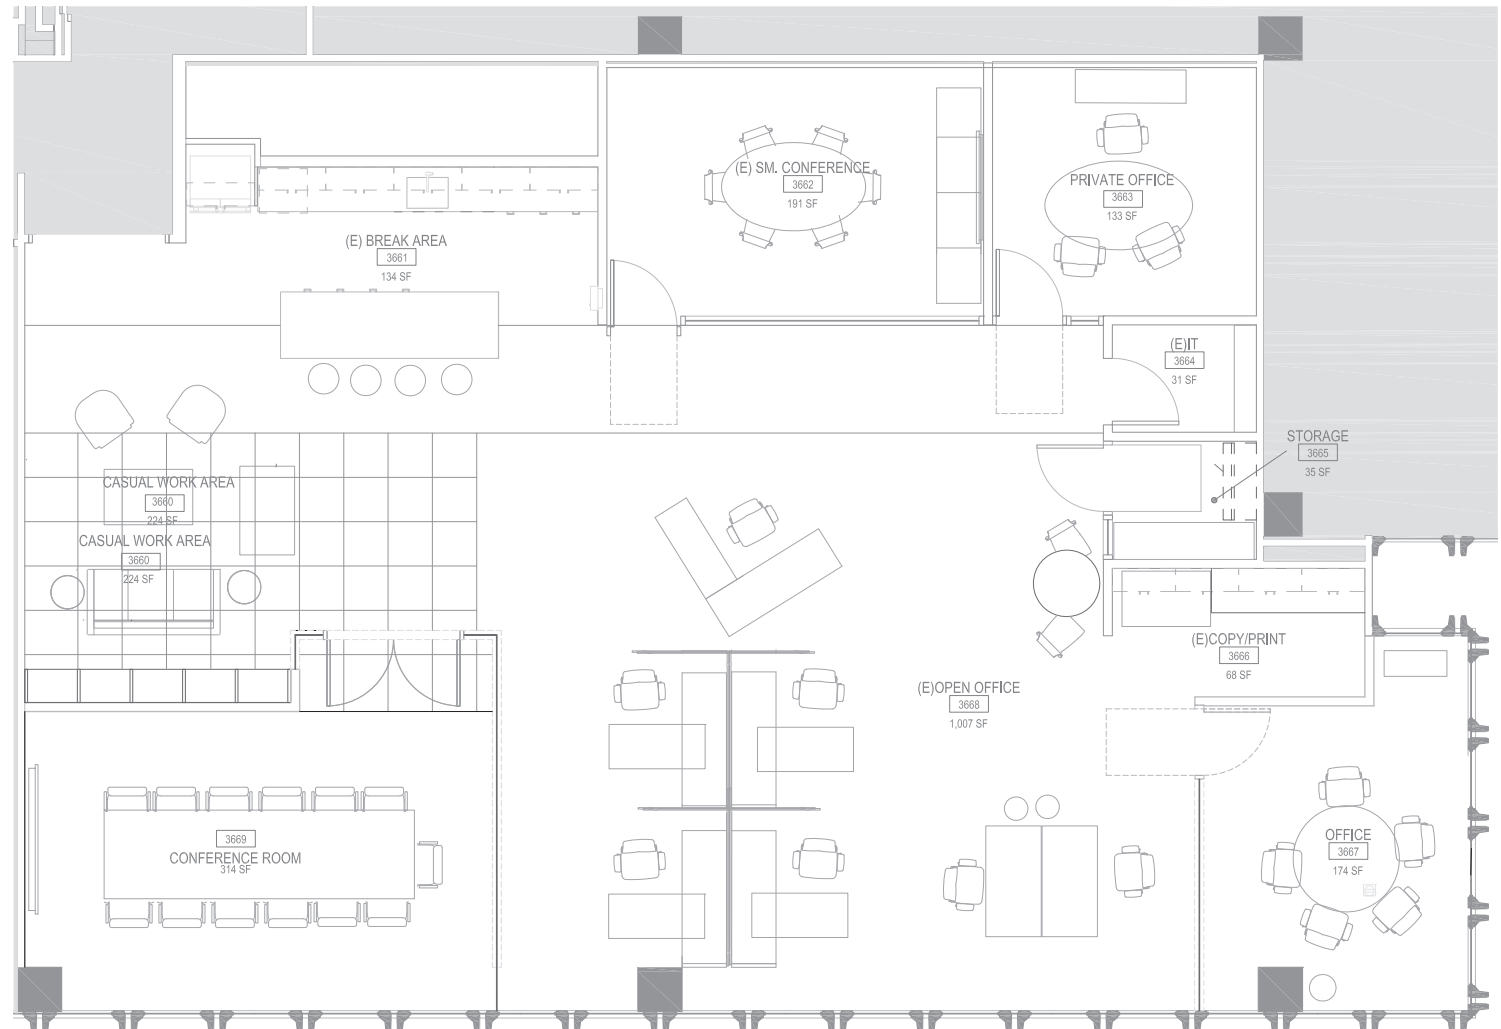 (E) SM. CONFERENCE
3662
191 SF
PRIVATE OFFICE
3663
133 SF
(E) BREAK AREA
3661
134 SF
(E)IT
3664
31 SF
STORAGE
3665
35 SF
CASUAL WORK AREA
3660
224 SF
CASUAL WORK AREA
3660
224 SF
(E)COPY/PRINT
3666
68 SF
(E)OPEN OFFICE
3668
1,007 SF
3669
CONFERENCE ROOM
314 SF
OFFICE
3667
174 SF